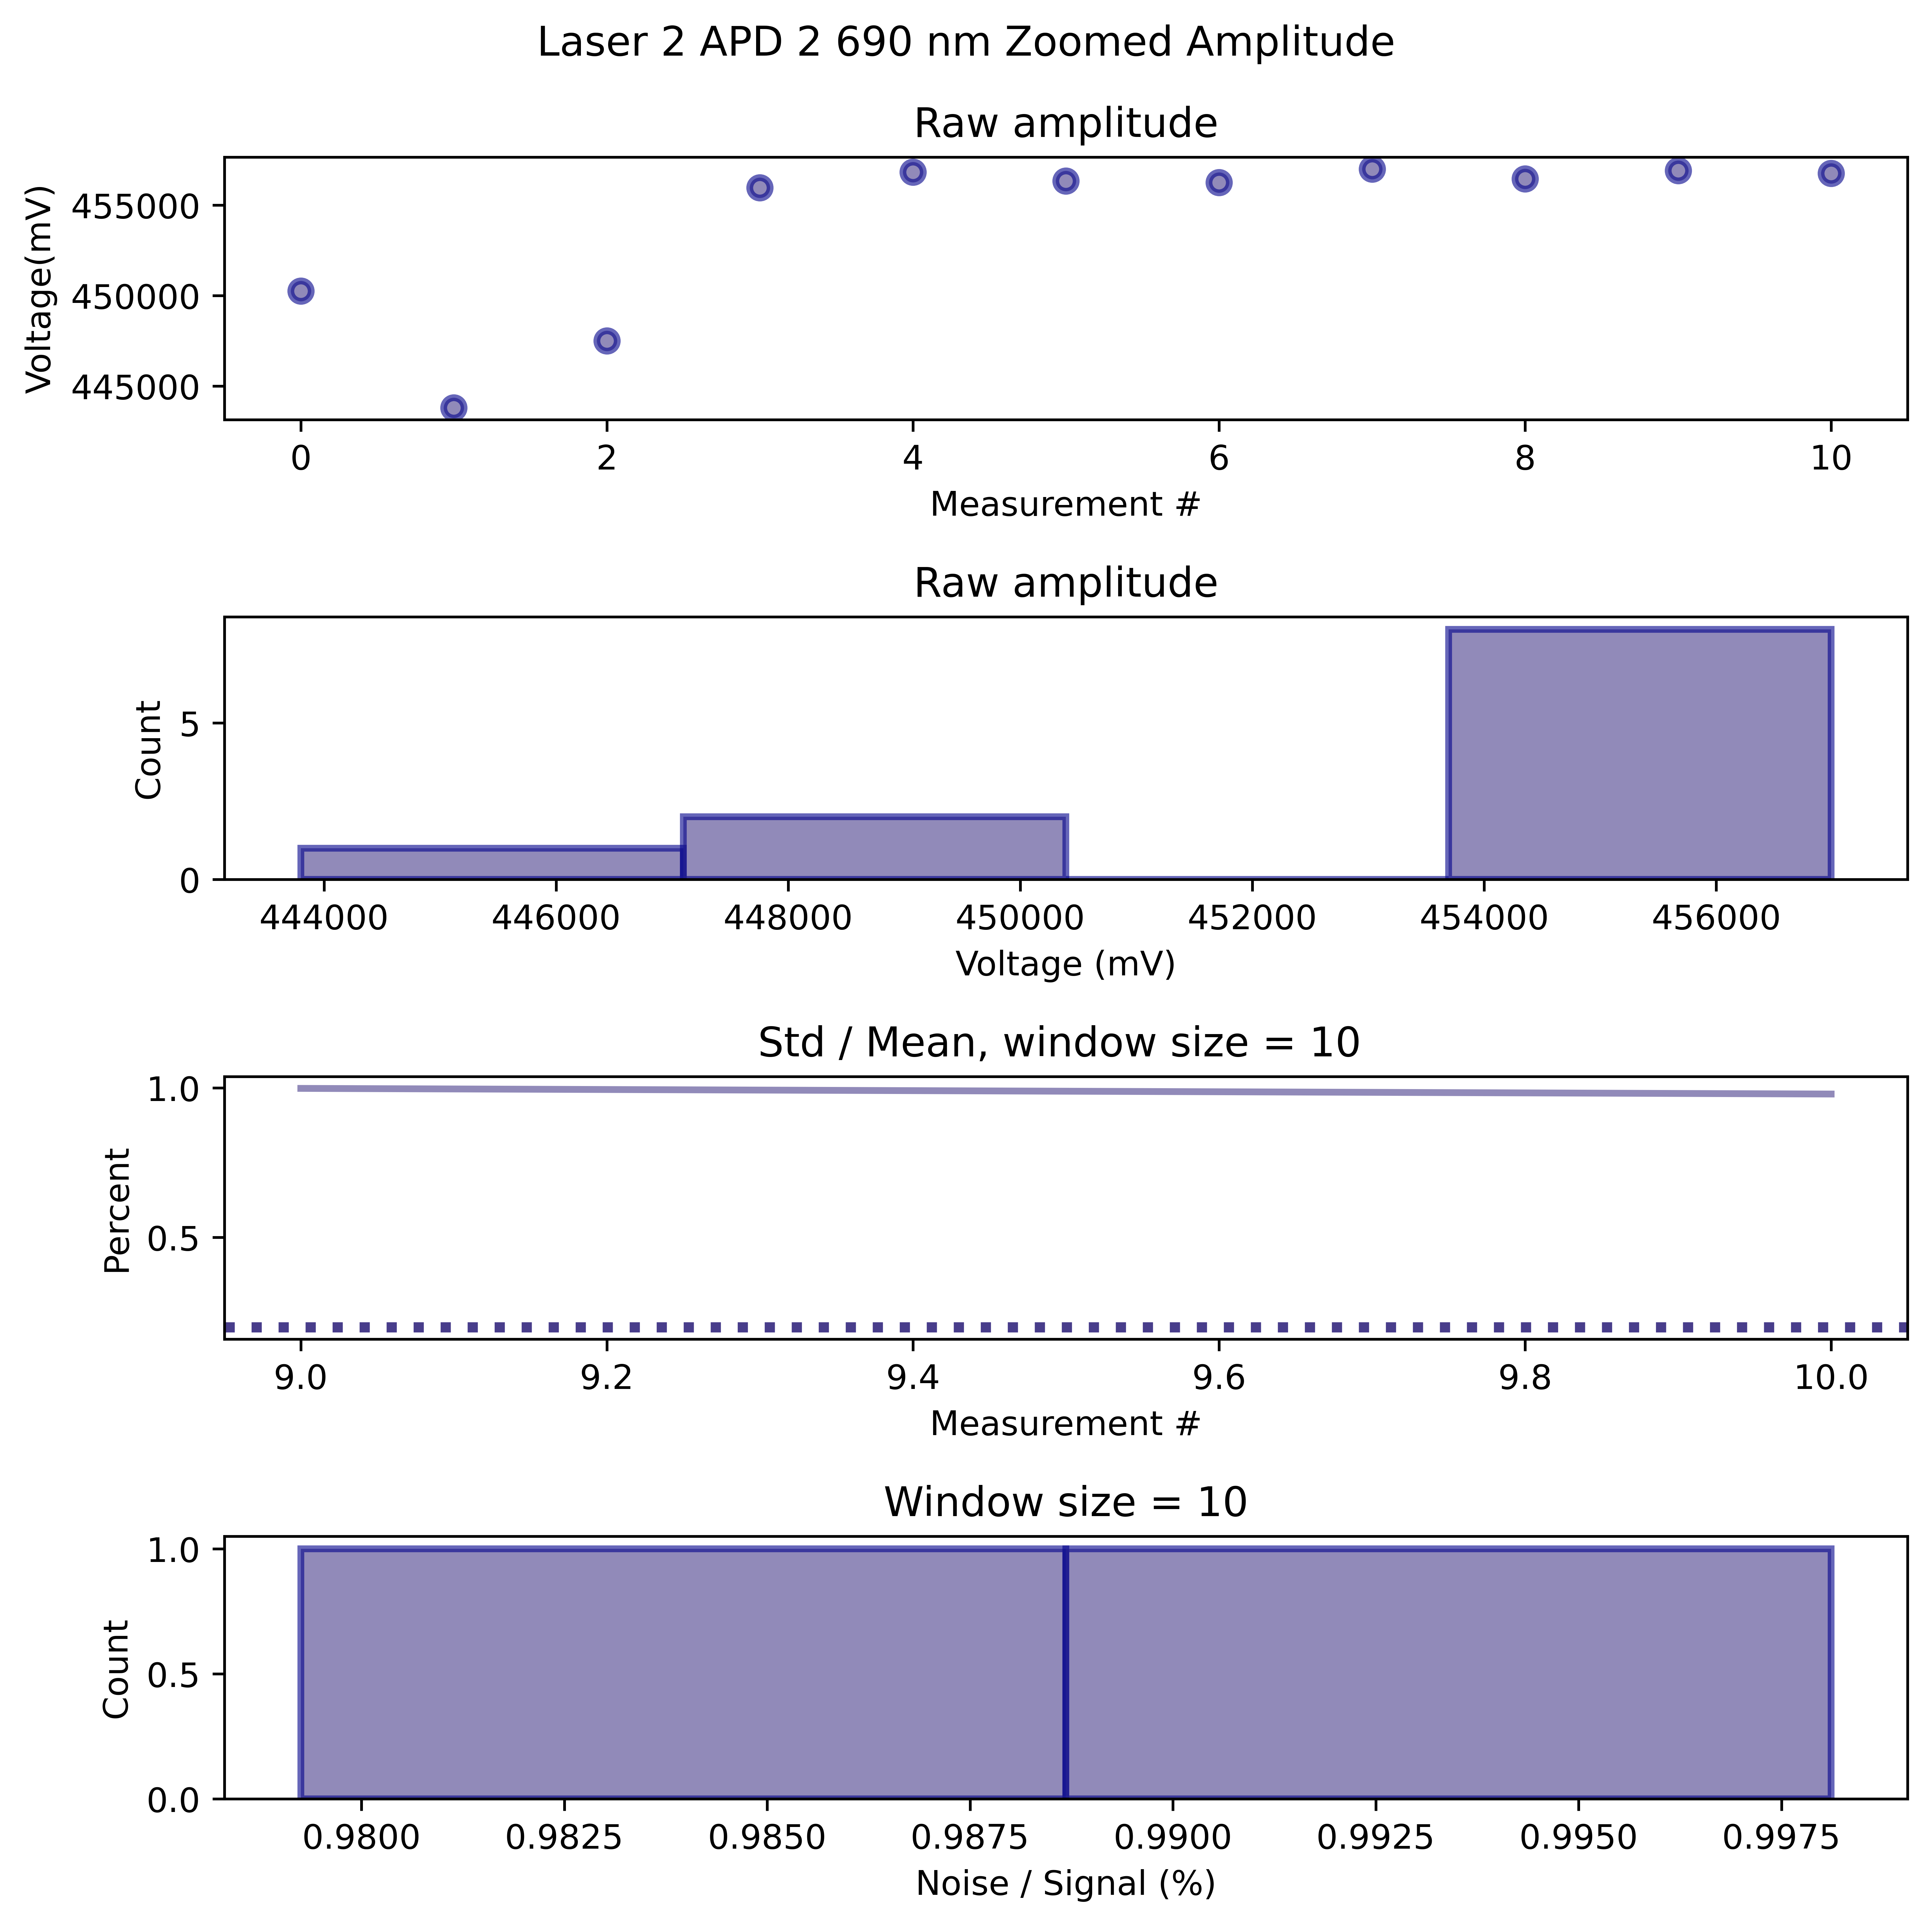 Laser 2 APD 2 690 nm Zoomed Amplitude
Raw amplitude
Voltage(mV)
455000
450000
445000
0 2 4 6 8 10
Measurement #
Raw amplitude
Count
5
0
444000 446000 448000 450000 452000 454000 456000
Voltage (mV)
Std / Mean, window size = 10
Percent
1.0
0.5
9.0 9.2 9.4 9.6 9.8 10.0
Measurement #
Window size = 10
Count
1.0
0.5
0.0
0.9800 0.9825 0.9850 0.9875 0.9900 0.9925 0.9950 0.9975
Noise / Signal (%)